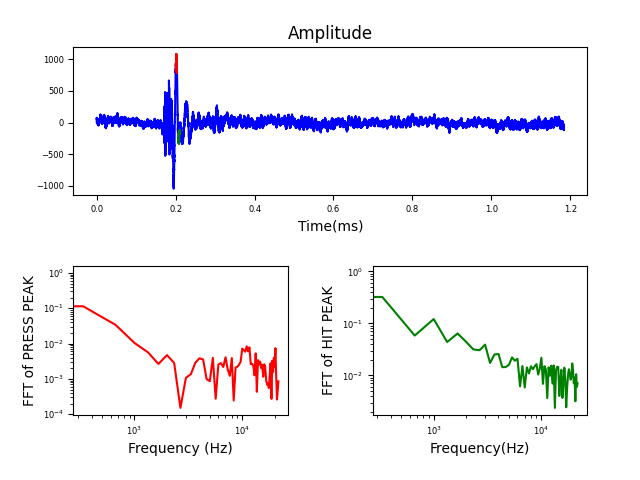 Amplitude
1000
500
0
−500
−1000
0.0 0.2 0.4 0.6 0.8 1.0 1.2
Time(ms)
FFT of PRESS PEAK
10⁰
10⁻¹
10⁻²
10⁻³
10⁻⁴
10³ 10⁴
Frequency (Hz)
FFT of HIT PEAK
10⁰
10⁻¹
10⁻²
10³ 10⁴
Frequency(Hz)